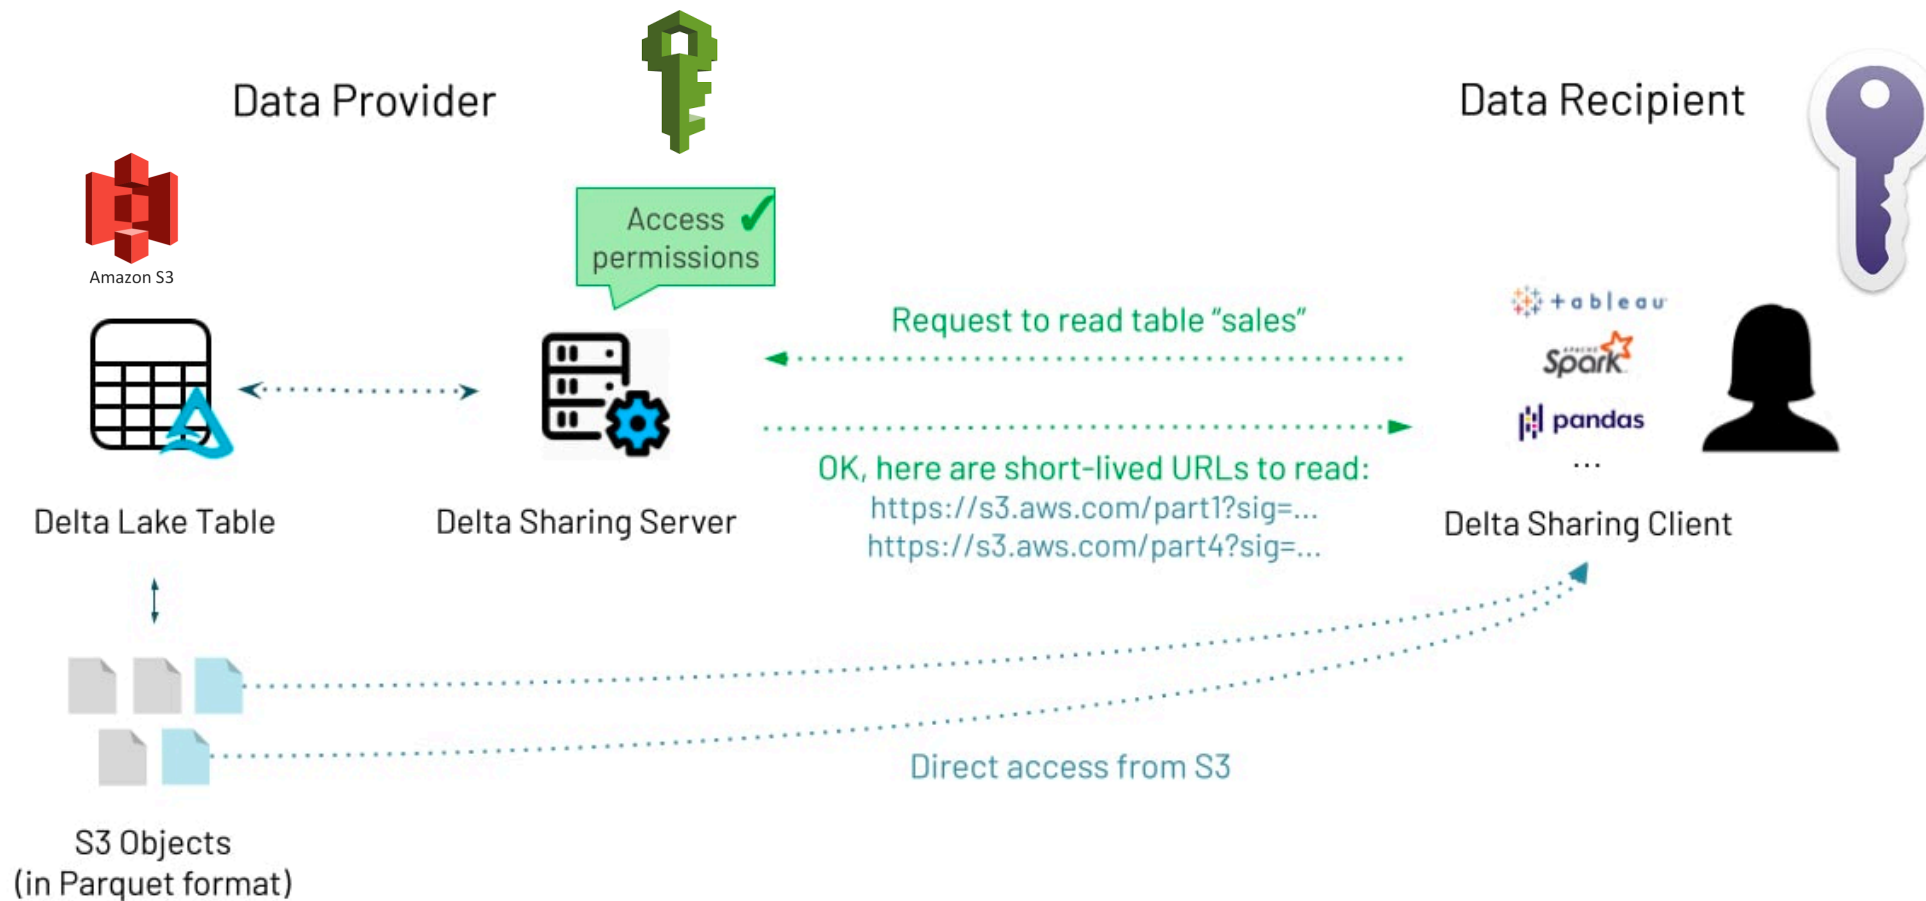 Data Provider
Data Recipient
Amazon S3
Access
permissions
Request to read table “sales”
+ a b l e a u
APACHE
Spark
pandas
...
OK, here are short-lived URLs to read:
https://s3.aws.com/part1?sig=...
https://s3.aws.com/part4?sig=...
Delta Lake Table
Delta Sharing Server
Delta Sharing Client
Direct access from S3
S3 Objects
(in Parquet format)